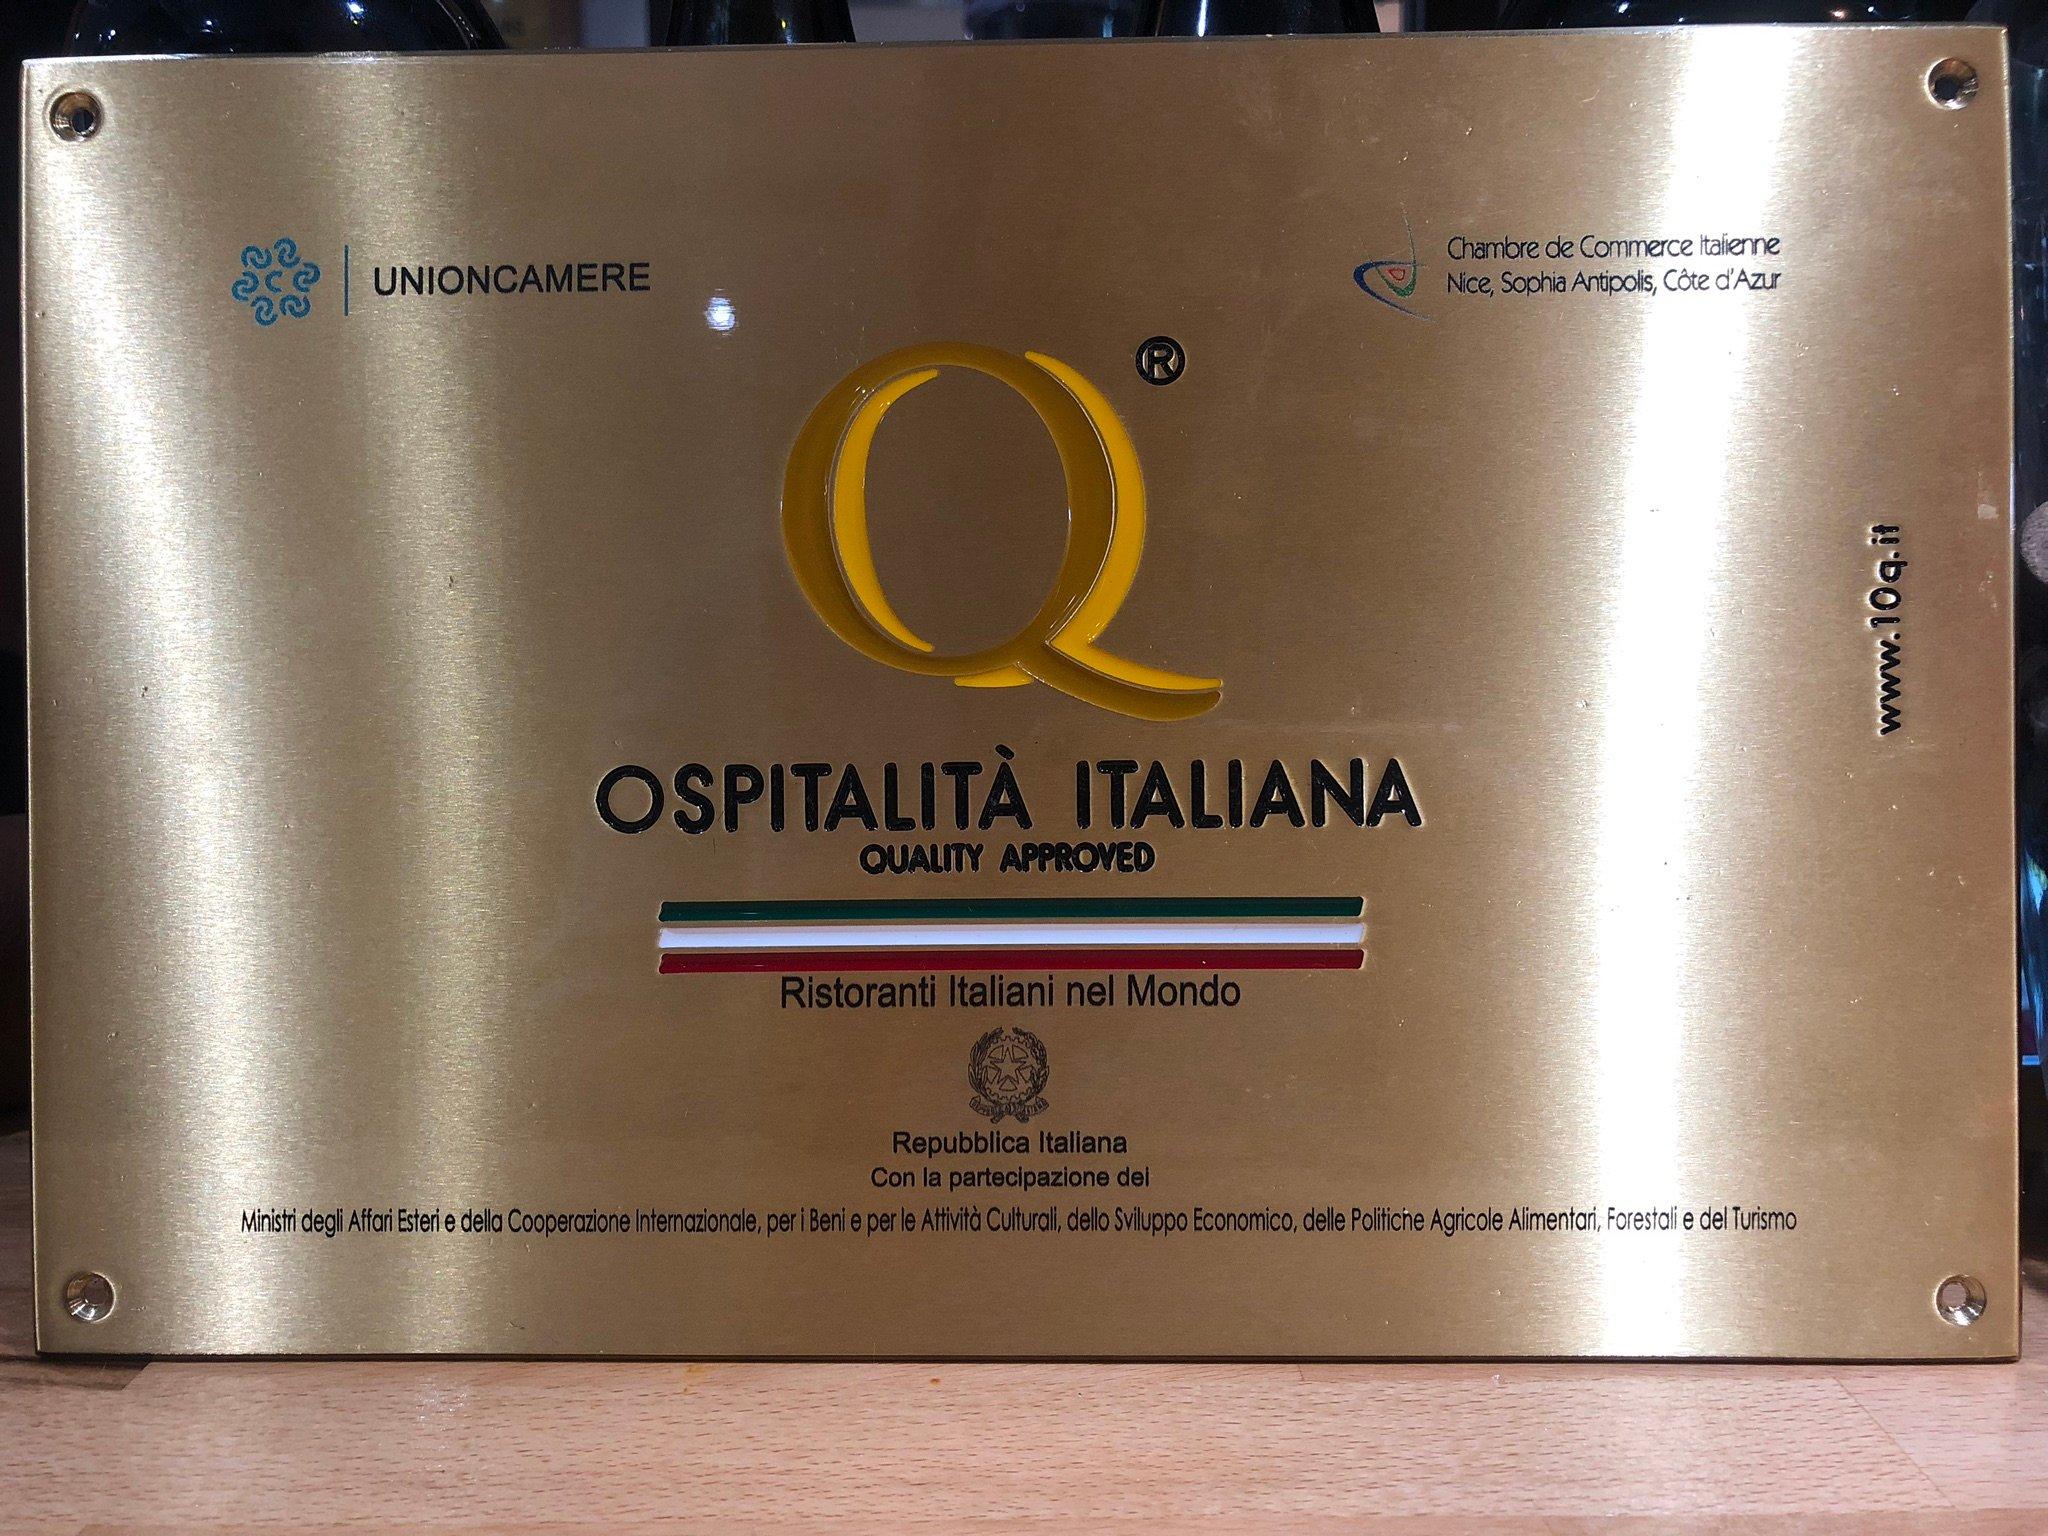 UNIONCAMERE
Chambre de Commerce Italienne
Nice, Sophia Antipolis, Côte d'Azur
®
Q
www.10q.it
OSPITALITÀ ITALIANA
QUALITY APPROVED
Ristoranti Italiani nel Mondo
Repubblica Italiana
Con la partecipazione dei
Ministri degli Affari Esteri e della Cooperazione Internazionale, per i Beni e per le Attività Culturali, dello Sviluppo Economico, delle Politiche Agricole Alimentari, Forestali e del Turismo